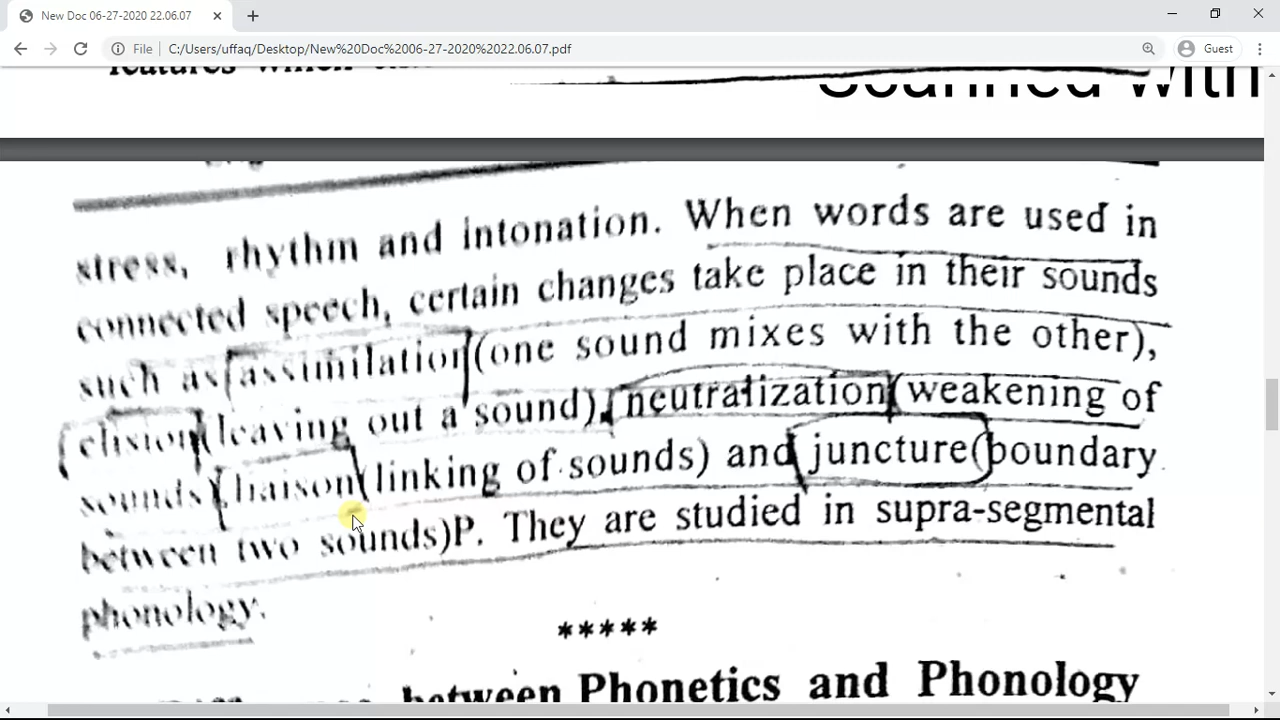 New Doc 06-27-2020 22.06.07
File C:/Users/uffaq/Desktop/New%20Doc%2006-27-2020%2022.06.07.pdf Guest
features which
Scanned with
stress, rhythm and intonation. When words are used in
connected speech, certain changes take place in their sounds
such as (assimilation (one sound mixes with the other),
(elision (leaving out a sound), (neutralization (weakening of
sounds) (liaison (linking of sounds) and juncture (boundary
between two sounds)P. They are studied in supra-segmental
phonology.
*****
between Phonetics and Phonology